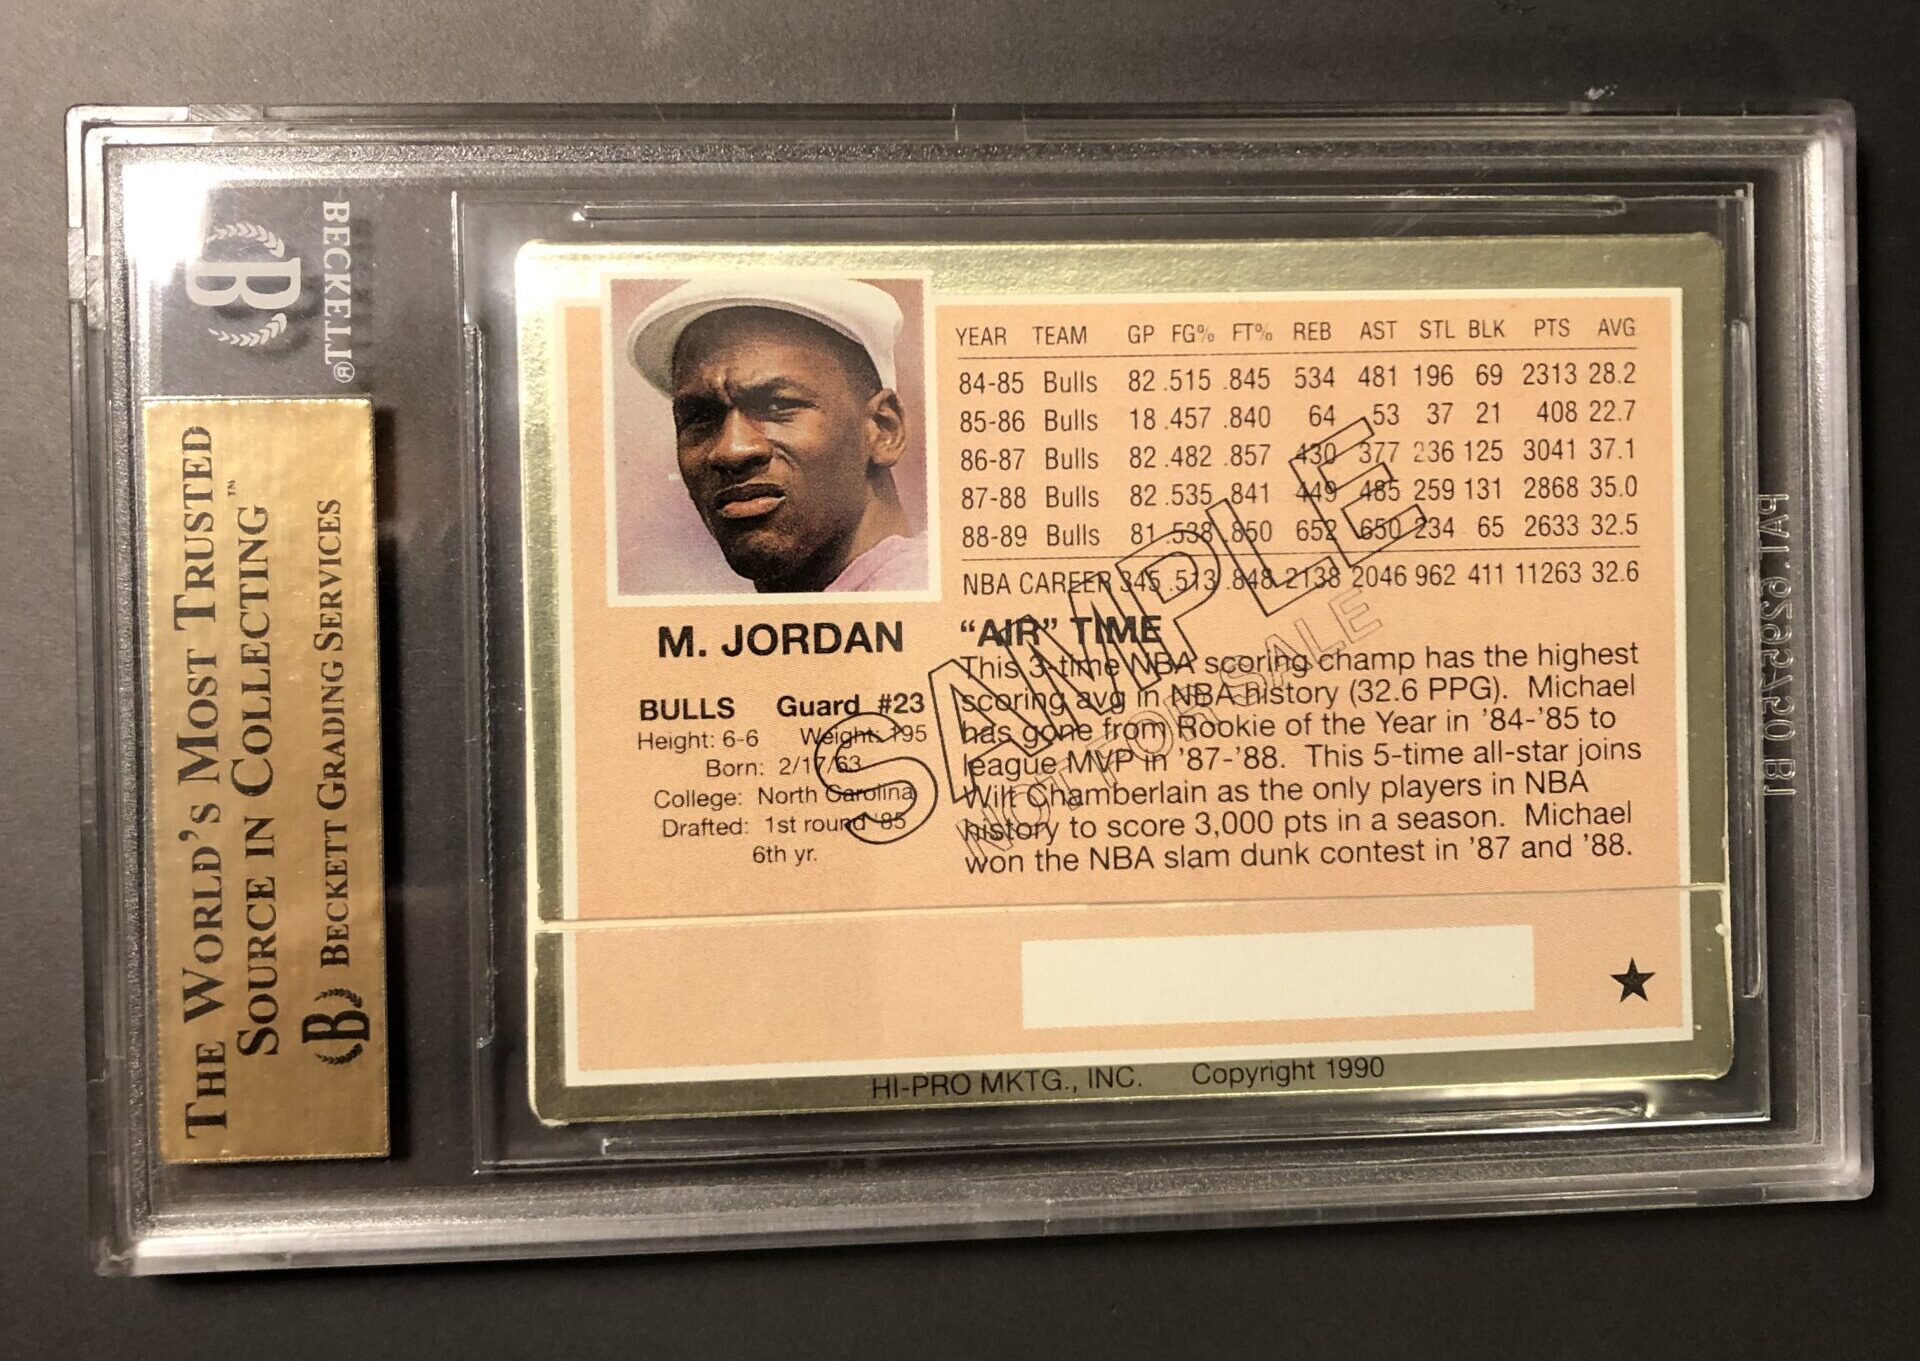 BECKETT®
B
THE WORLD'S MOST TRUSTED
SOURCE IN COLLECTING™
B BECKETT GRADING SERVICES
YEAR TEAM GP FG% FT% REB AST STL BLK PTS AVG
84-85 Bulls 82 .515 .845 534 481 196 69 2313 28.2
85-86 Bulls 18 .457 .840 64 53 37 21 408 22.7
86-87 Bulls 82 .482 .857 430 377 236 125 3041 37.1
87-88 Bulls 82 .535 .841 449 485 259 131 2868 35.0
88-89 Bulls 81 .538 .850 652 650 234 65 2633 32.5
NBA CAREER 345 .513 .848 2138 2046 962 411 11263 32.6
M. JORDAN
BULLS Guard #23
Height: 6-6 Weight: 195
Born: 2/17/63
College: North Carolina
Drafted: 1st round '85
6th yr.
"AIR" TIME
This 3-time NBA scoring champ has the highest
scoring avg in NBA history (32.6 PPG). Michael
has gone from Rookie of the Year in '84-'85 to
league MVP in '87-'88. This 5-time all-star joins
Wilt Chamberlain as the only players in NBA
history to score 3,000 pts in a season. Michael
won the NBA slam dunk contest in '87 and '88.
SAMPLE
NOT FOR SALE
HI-PRO MKTG., INC. Copyright 1990